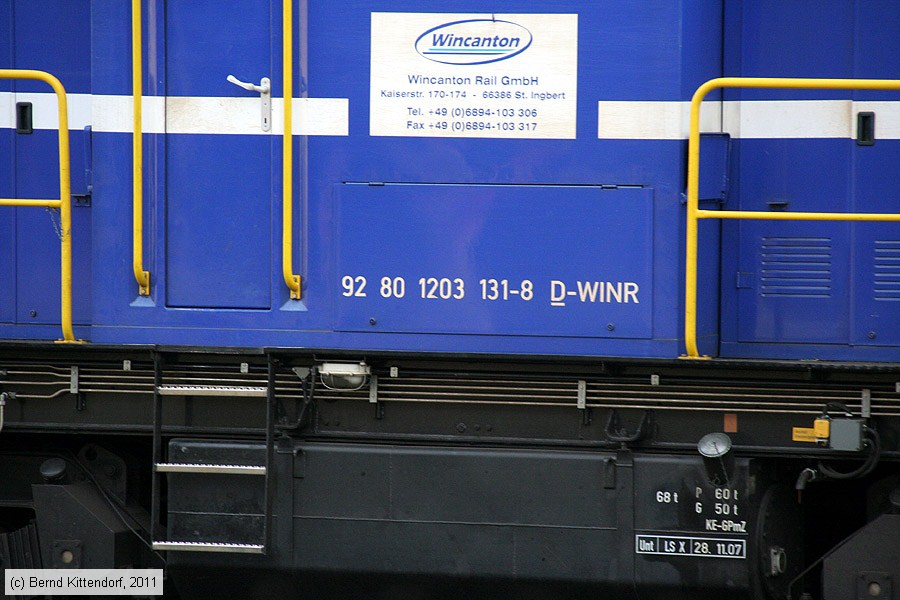 Wincanton
Wincanton Rail GmbH
Kaiserstr. 170-174 - 66386 St. Ingbert
Tel. +49 (0)6894-103 306
Fax +49 (0)6894-103 317
92 80 1203 131-8 D-WINR
68 t P 60 t
G 50 t
KE-GPmZ
Unt LS X 28.11.07
(c) Bernd Kittendorf, 2011